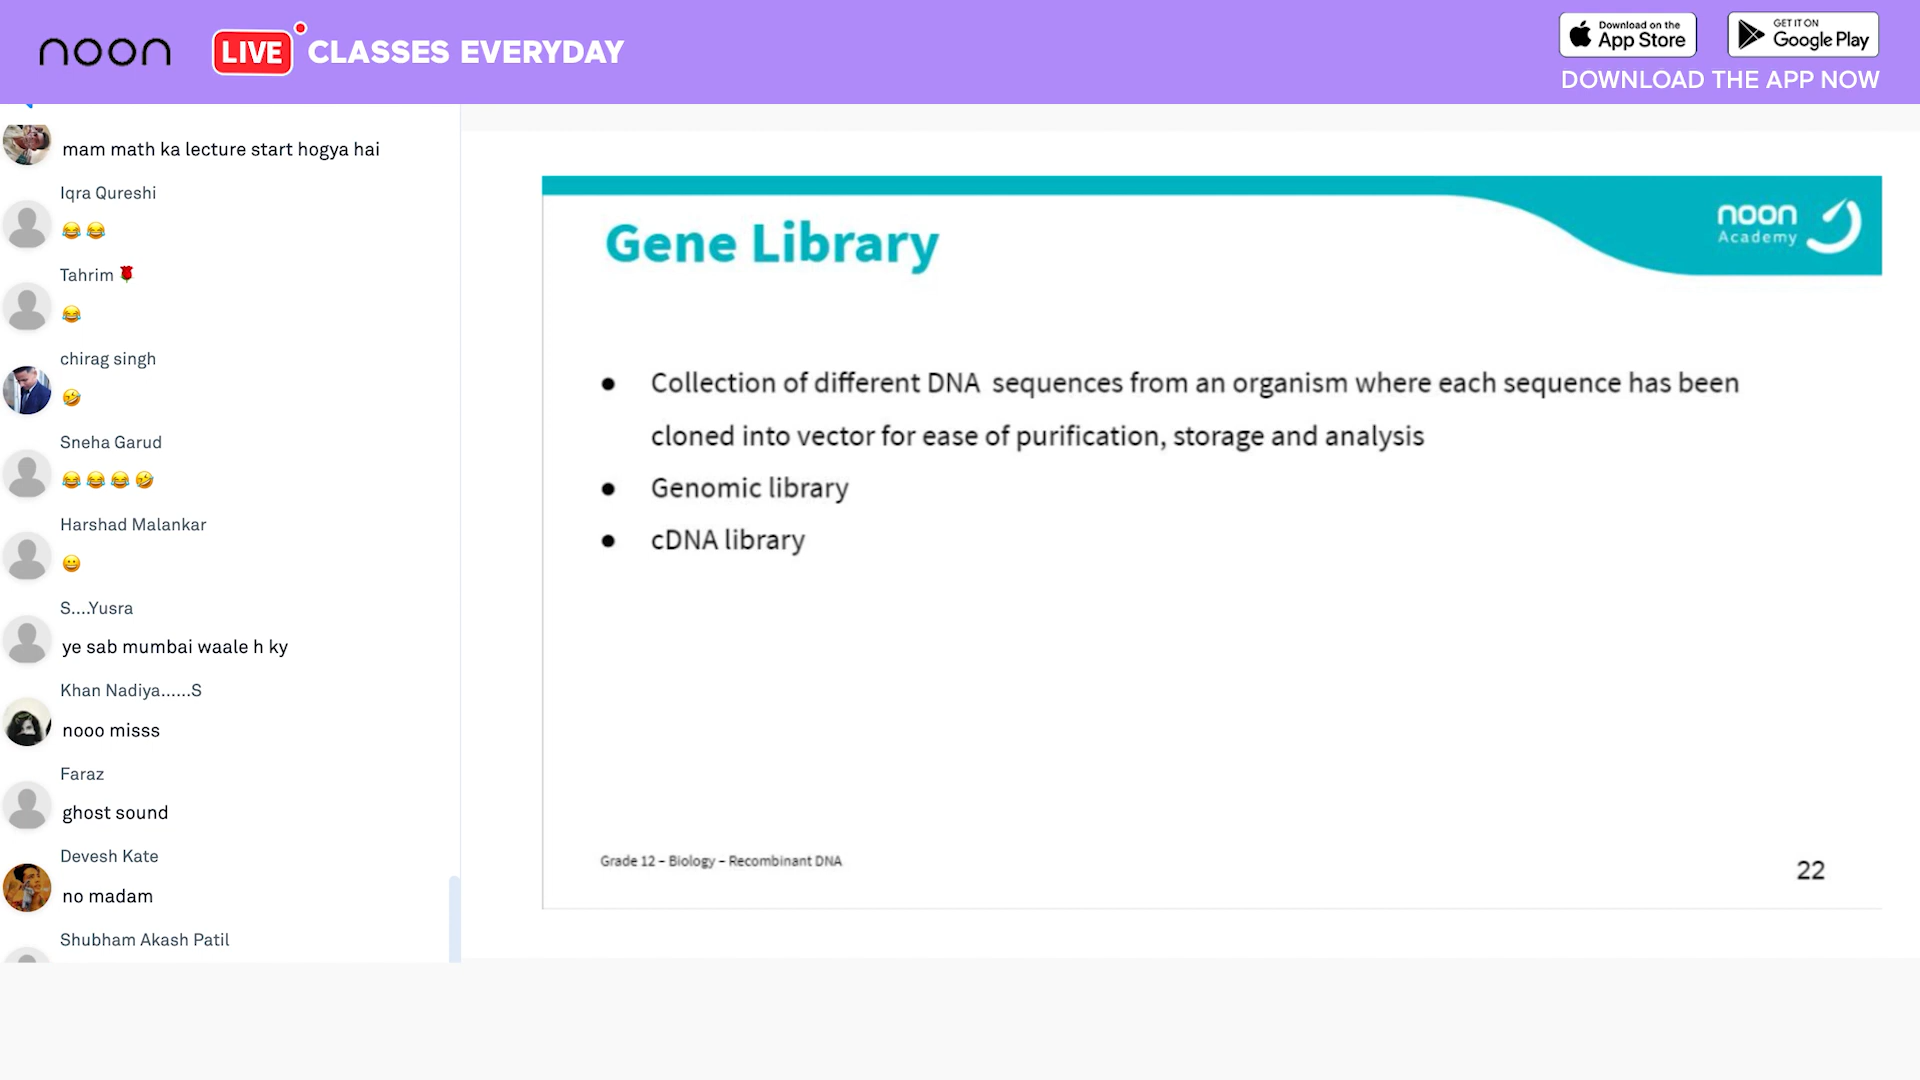 noon LIVE CLASSES EVERYDAY
Download on the App Store
GET IT ON Google Play
DOWNLOAD THE APP NOW
mam math ka lecture start hogya hai
Iqra Qureshi
😂 😂
Tahrim 🌹
😂
chirag singh
🤣
Sneha Garud
😂 😂 😂 🤣
Harshad Malankar
😀
S....Yusra
ye sab mumbai waale h ky
Khan Nadiya......S
nooo misss
Faraz
ghost sound
Devesh Kate
no madam
Shubham Akash Patil
noon Academy
Gene Library
● Collection of different DNA sequences from an organism where each sequence has been
cloned into vector for ease of purification, storage and analysis
● Genomic library
● cDNA library
Grade 12 – Biology – Recombinant DNA
22